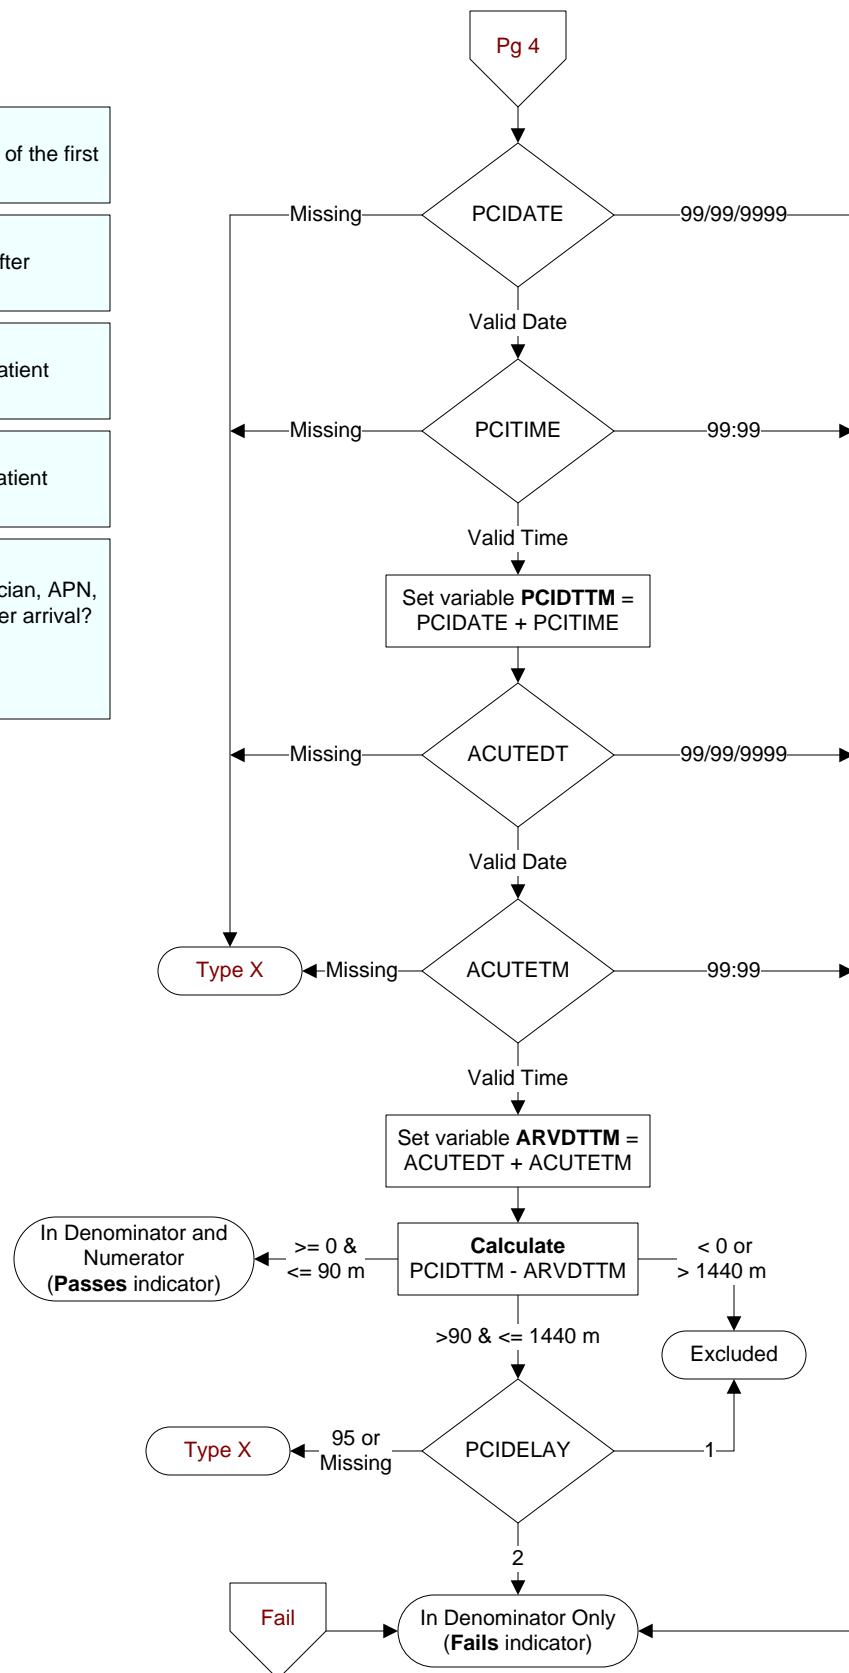 Pg 4
of the first
PCIDATE
Missing
99/99/9999
Valid Date
atient
PCITIME
Missing
99:99
atient
Valid Time
cian, APN,
er arrival?
Set variable PCIDTTM =
PCIDATE + PCITIME
ACUTEDT
Missing
99/99/9999
Valid Date
Type X
Missing
ACUTETM
99:99
Valid Time
Set variable ARVDTTM =
ACUTEDT + ACUTETM
In Denominator and
Numerator
(Passes indicator)
>= 0 &
<= 90 m
Calculate
PCIDTTM - ARVDTTM
< 0 or
> 1440 m
>90 & <= 1440 m
Excluded
Type X
95 or
Missing
PCIDELAY
1
2
Fail
In Denominator Only
(Fails indicator)